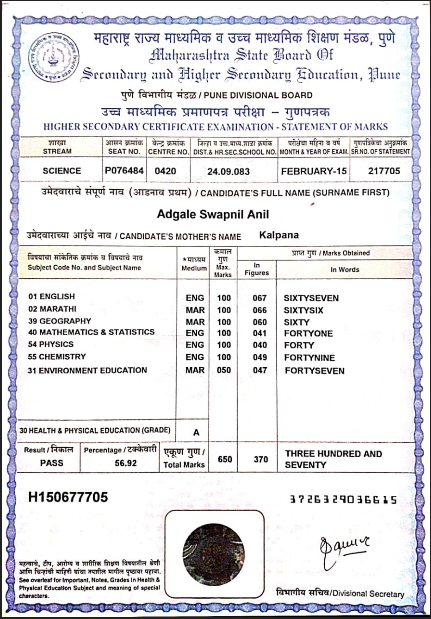 महाराष्ट्र राज्य माध्यमिक व उच्च माध्यमिक शिक्षण मंडळ, पुणे
Maharashtra State Board Of
Secondary and Higher Secondary Education, Pune
पुणे विभागीय मंडळ / PUNE DIVISIONAL BOARD
उच्च माध्यमिक प्रमाणपत्र परीक्षा - गुणपत्रक
HIGHER SECONDARY CERTIFICATE EXAMINATION - STATEMENT OF MARKS
शाखा आसन क्रमांक केंद्र क्रमांक जिल्हा व उच्च.माध्य.शाळा क्रमांक परीक्षेचा महिना व वर्ष गुणपत्रिकेचा अनुक्रमांक
STREAM SEAT NO. CENTRE NO. DIST.& HR.SEC.SCHOOL NO. MONTH & YEAR OF EXAM. SR.NO. OF STATEMENT
SCIENCE P076484 0420 24.09.083 FEBRUARY-15 217705
उमेदवाराचे संपूर्ण नाव (आडनाव प्रथम) / CANDIDATE'S FULL NAME (SURNAME FIRST)
Adgale Swapnil Anil
उमेदवाराच्या आईचे नाव / CANDIDATE'S MOTHER'S NAME Kalpana
विषयाचा सांकेतिक क्रमांक व विषयाचे नाव
Subject Code No. and Subject Name
*माध्यम
Medium
कमाल
गुण
Max.
Marks
प्राप्त गुण / Marks Obtained
In
Figures
In Words
01 ENGLISH ENG 100 067 SIXTYSEVEN
02 MARATHI MAR 100 066 SIXTYSIX
39 GEOGRAPHY MAR 100 060 SIXTY
40 MATHEMATICS & STATISTICS ENG 100 041 FORTYONE
54 PHYSICS ENG 100 040 FORTY
55 CHEMISTRY ENG 100 049 FORTYNINE
31 ENVIRONMENT EDUCATION MAR 050 047 FORTYSEVEN
30 HEALTH & PHYSICAL EDUCATION (GRADE) A
Result / निकाल
PASS
Percentage / टक्केवारी
56.92
एकूण गुण /
Total Marks
650 370 THREE HUNDRED AND
SEVENTY
H150677705
3726329036615
महत्वाचे, टीप, आरोग्य व शारीरिक शिक्षण विषयातील श्रेणी
आणि चिन्हांची माहिती यांच्या तपशील मागील पृष्ठावर पहावा.
See overleaf for Important, Notes, Grades in Health &
Physical Education Subject and meaning of special
characters.
विभागीय सचिव/Divisional Secretary